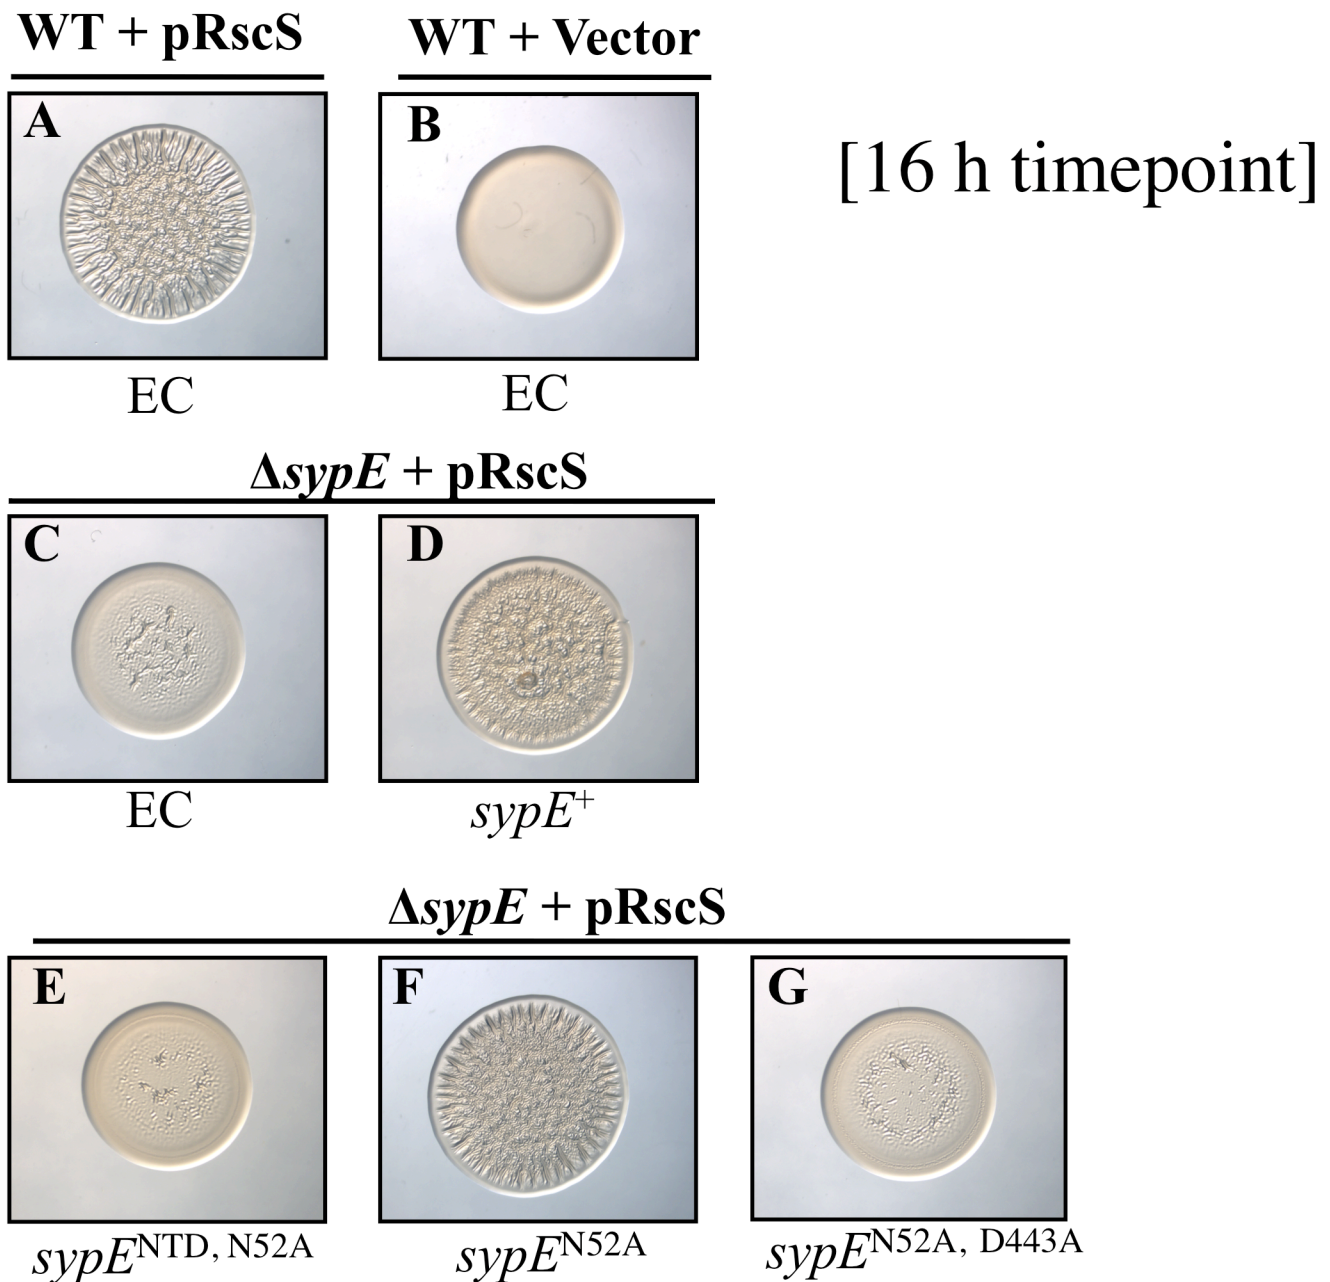 WT + pRscS
WT + Vector
A
B
[16 h timepoint]
EC
EC
ΔsypE + pRscS
C
D
EC
sypE+
ΔsypE + pRscS
E
F
G
sypENTD, N52A
sypEN52A
sypEN52A, D443A